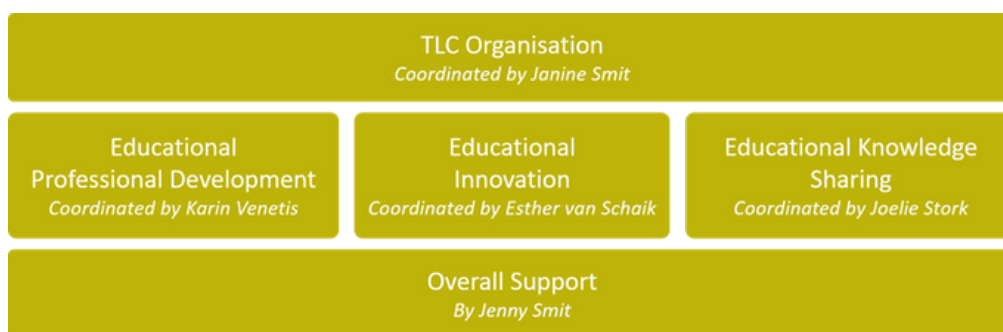 TLC Organisation
Coordinated by Janine Smit
Educational
Professional Development
Coordinated by Karin Venetis
Educational
Innovation
Coordinated by Esther van Schaik
Educational Knowledge
Sharing
Coordinated by Joelie Stork
Overall Support
By Jenny Smit